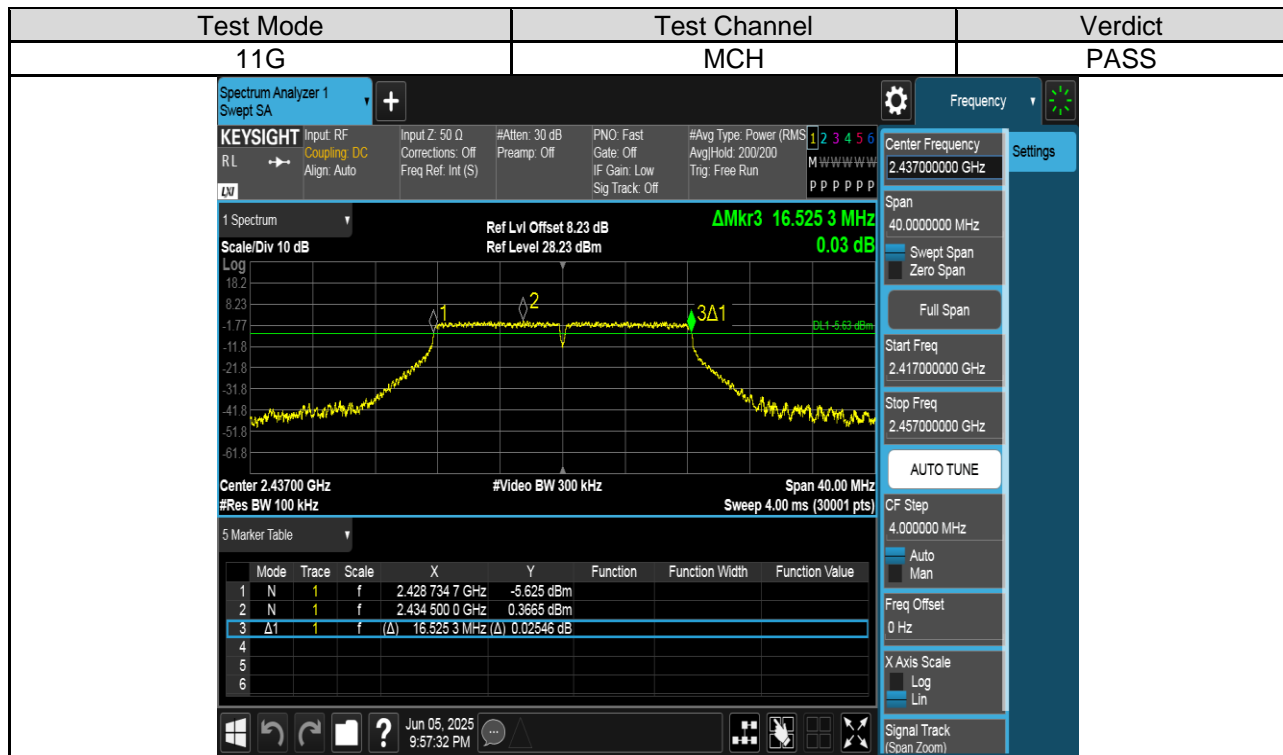 Test Mode Test Channel Verdict
11G MCH PASS
Spectrum Analyzer 1
Swept SA
+
Frequency
KEYSIGHT Input: RF Input Z: 50 Ω #Atten: 30 dB PNO: Fast #Avg Type: Power (RMS 1 2 3 4 5 6
RL Coupling: DC Corrections: Off Preamp: Off Gate: Off Avg|Hold: 200/200 M W W W W W
Align: Auto Freq Ref: Int (S) IF Gain: Low Trig: Free Run
LXI Sig Track: Off P P P P P P
1 Spectrum
Ref Lvl Offset 8.23 dB ΔMkr3 16.525 3 MHz
Scale/Div 10 dB Ref Level 28.23 dBm 0.03 dB
Log
18.2
8.23
-1.77
-11.8
-21.8
-31.8
-41.8
-51.8
-61.8
1
2
3Δ1
DL1 -5.63 dBm
Center 2.43700 GHz #Video BW 300 kHz Span 40.00 MHz
#Res BW 100 kHz Sweep 4.00 ms (30001 pts)
5 Marker Table
Mode Trace Scale X Y Function Function Width Function Value
1 N 1 f 2.428 734 7 GHz -5.625 dBm
2 N 1 f 2.434 500 0 GHz 0.3665 dBm
3 Δ1 1 f (Δ) 16.525 3 MHz (Δ) 0.02546 dB
4
5
6
Center Frequency
2.437000000 GHz
Settings
Span
40.0000000 MHz
Swept Span
Zero Span
Full Span
Start Freq
2.417000000 GHz
Stop Freq
2.457000000 GHz
AUTO TUNE
CF Step
4.000000 MHz
Auto
Man
Freq Offset
0 Hz
X Axis Scale
Log
Lin
Signal Track
(Span Zoom)
? Jun 05, 2025
9:57:32 PM